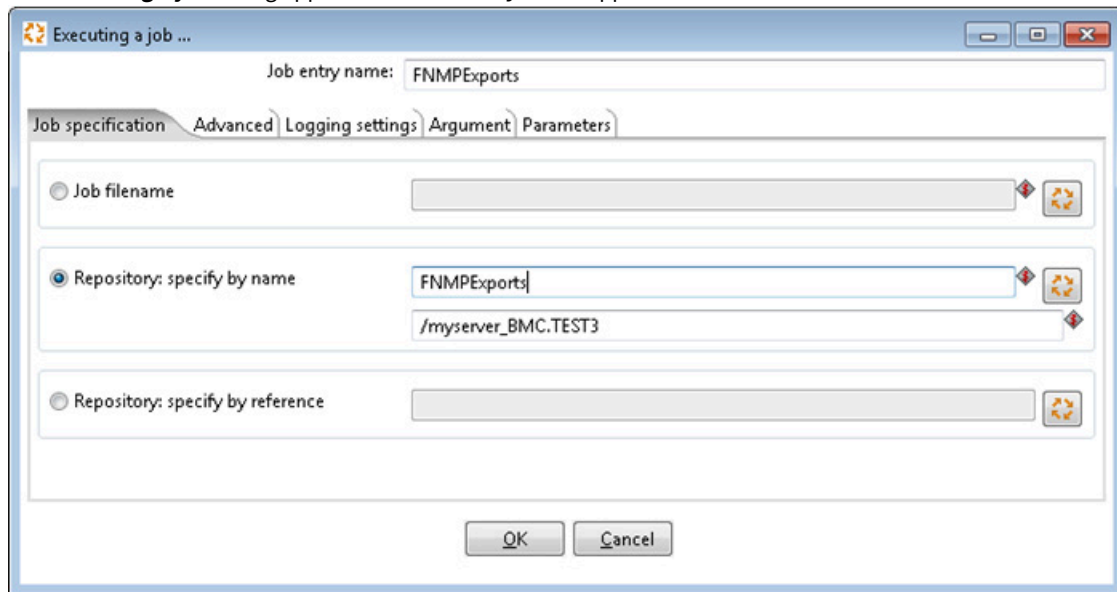 Executing a job ...
Job entry name: FNMPExports
Job specification Advanced Logging settings Argument Parameters
Job filename
Repository: specify by name FNMPExports
/myserver_BMC.TEST3
Repository: specify by reference
OK Cancel